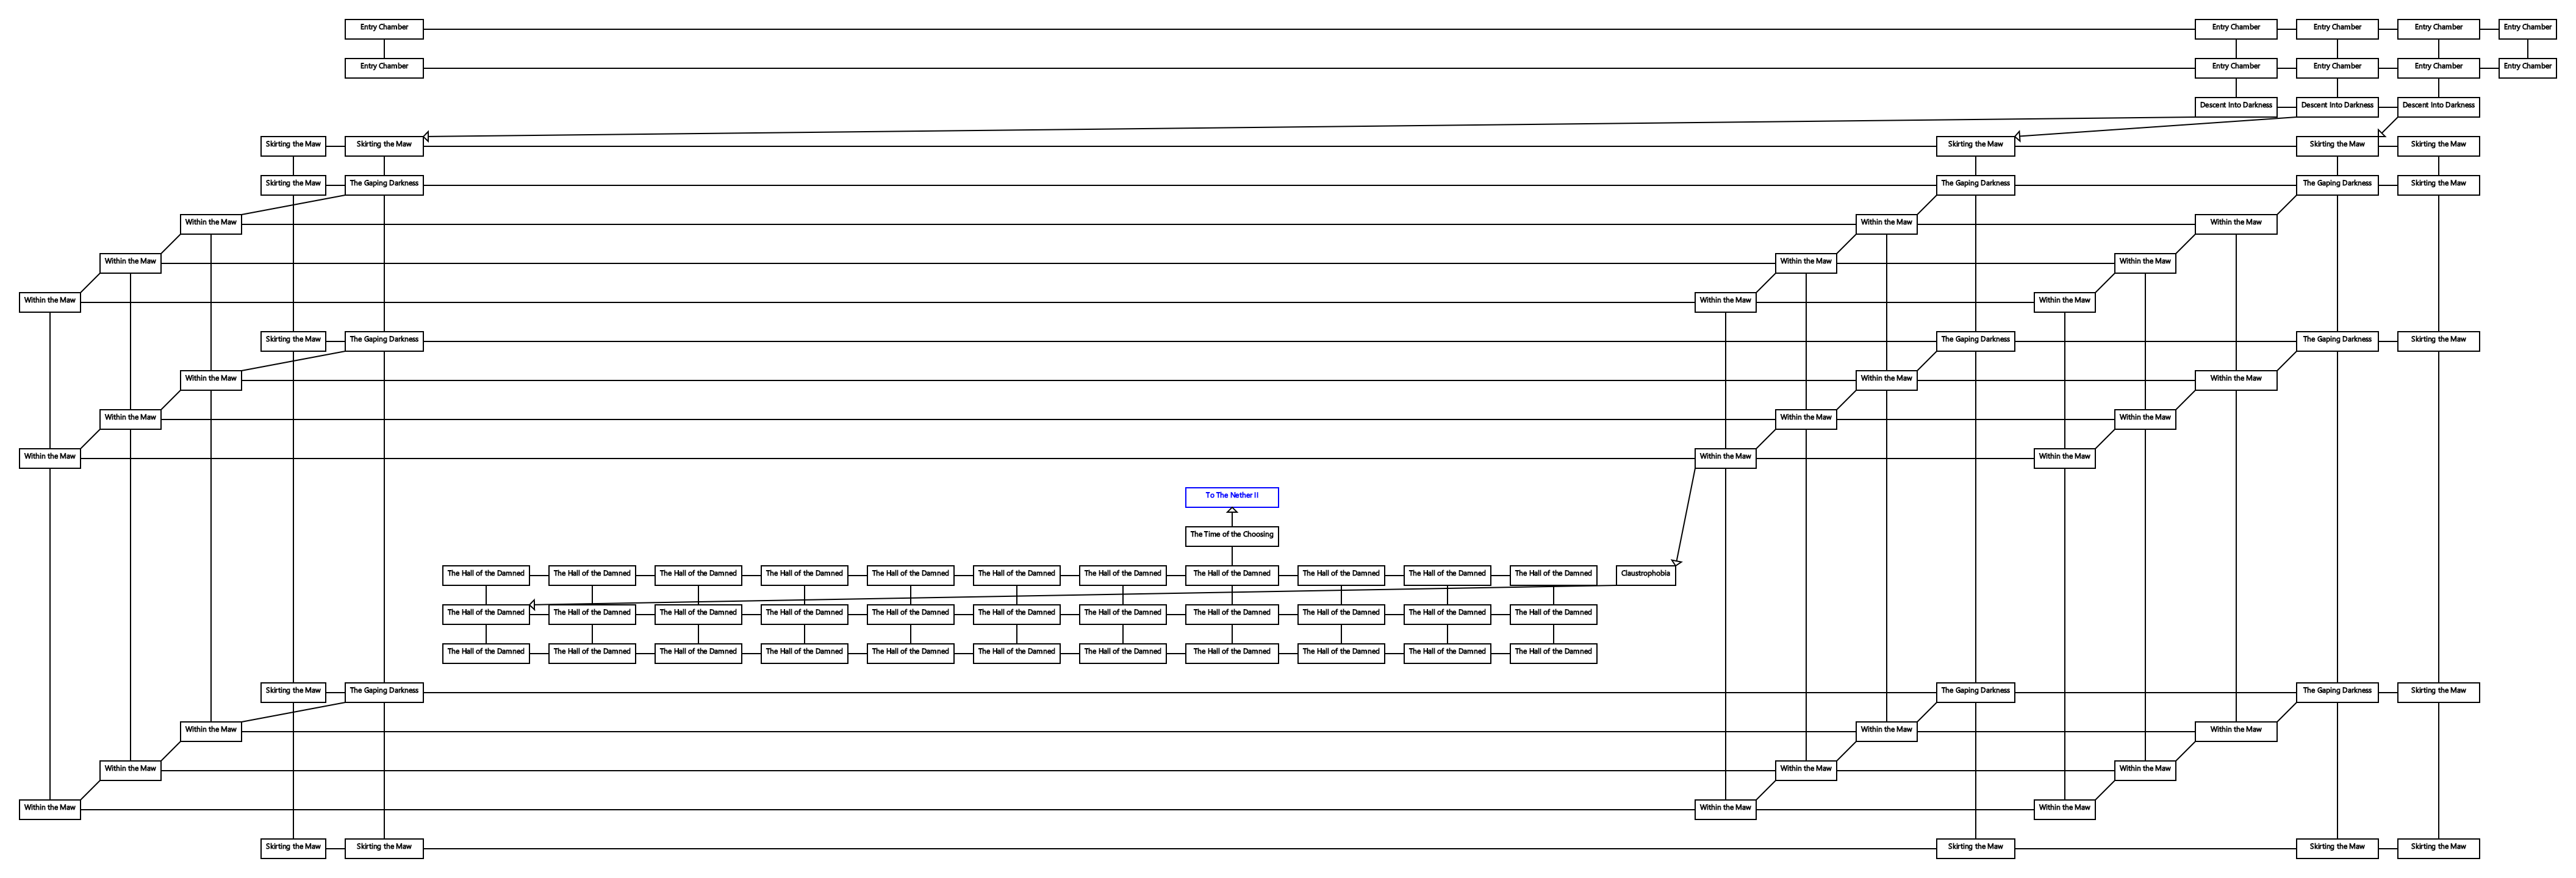 Entry Chamber Entry Chamber Entry Chamber Entry Chamber Entry Chamber
Entry Chamber Entry Chamber Entry Chamber Entry Chamber Entry Chamber
Descent Into Darkness Descent Into Darkness Descent Into Darkness
Skirting the Maw Skirting the Maw Skirting the Maw Skirting the Maw Skirting the Maw
Skirting the Maw The Gaping Darkness The Gaping Darkness The Gaping Darkness Skirting the Maw
Within the Maw Within the Maw Within the Maw
Within the Maw Within the Maw Within the Maw
Within the Maw Within the Maw Within the Maw
Skirting the Maw The Gaping Darkness The Gaping Darkness The Gaping Darkness Skirting the Maw
Within the Maw Within the Maw Within the Maw
Within the Maw Within the Maw Within the Maw
Within the Maw Within the Maw Within the Maw
To The Nether II
The Time of the Choosing
The Hall of the Damned The Hall of the Damned The Hall of the Damned The Hall of the Damned The Hall of the Damned The Hall of the Damned The Hall of the Damned The Hall of the Damned The Hall of the Damned The Hall of the Damned The Hall of the Damned Claustrophobia
The Hall of the Damned The Hall of the Damned The Hall of the Damned The Hall of the Damned The Hall of the Damned The Hall of the Damned The Hall of the Damned The Hall of the Damned The Hall of the Damned The Hall of the Damned The Hall of the Damned
The Hall of the Damned The Hall of the Damned The Hall of the Damned The Hall of the Damned The Hall of the Damned The Hall of the Damned The Hall of the Damned The Hall of the Damned The Hall of the Damned The Hall of the Damned The Hall of the Damned
Skirting the Maw The Gaping Darkness The Gaping Darkness The Gaping Darkness Skirting the Maw
Within the Maw Within the Maw Within the Maw
Within the Maw Within the Maw Within the Maw
Within the Maw Within the Maw Within the Maw
Skirting the Maw Skirting the Maw Skirting the Maw Skirting the Maw Skirting the Maw